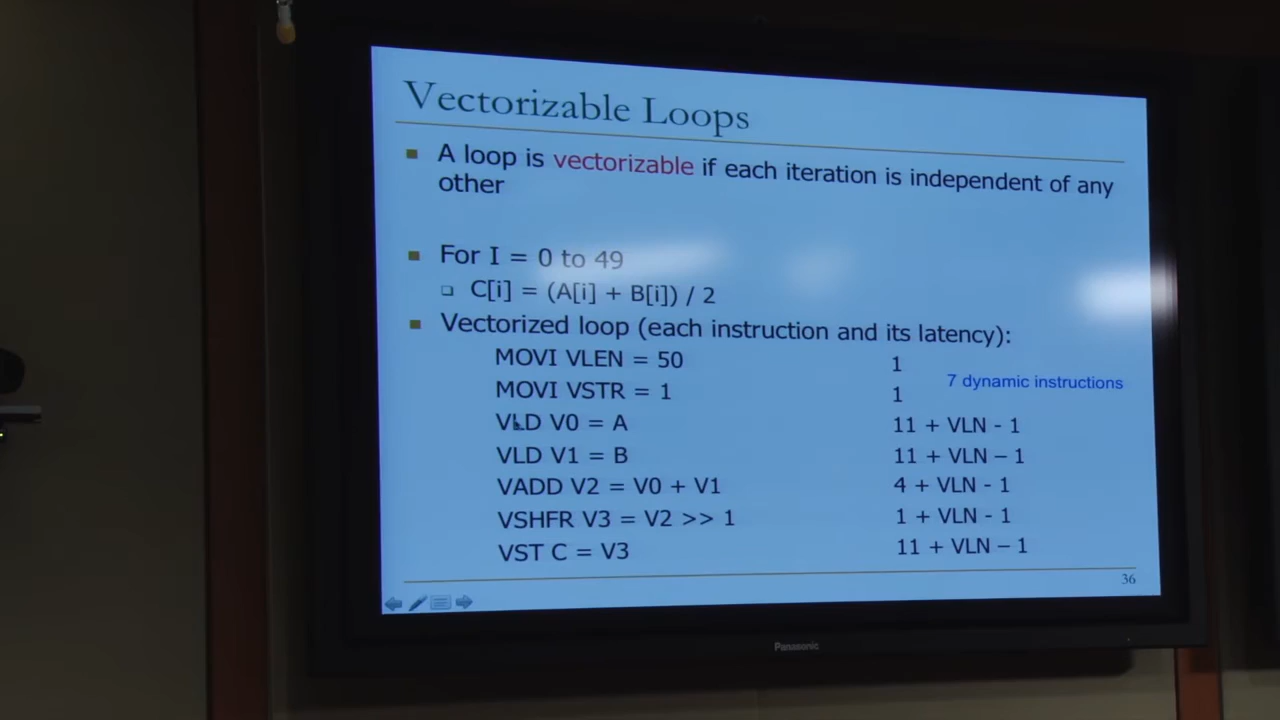 Vectorizable Loops
A loop is vectorizable if each iteration is independent of any
other
For I = 0 to 49
C[i] = (A[i] + B[i]) / 2
Vectorized loop (each instruction and its latency):
MOVI VLEN = 50 1
7 dynamic instructions
MOVI VSTR = 1 1
VLD V0 = A 11 + VLN - 1
VLD V1 = B 11 + VLN – 1
VADD V2 = V0 + V1 4 + VLN - 1
VSHFR V3 = V2 >> 1 1 + VLN - 1
VST C = V3 11 + VLN – 1
36
Panasonic